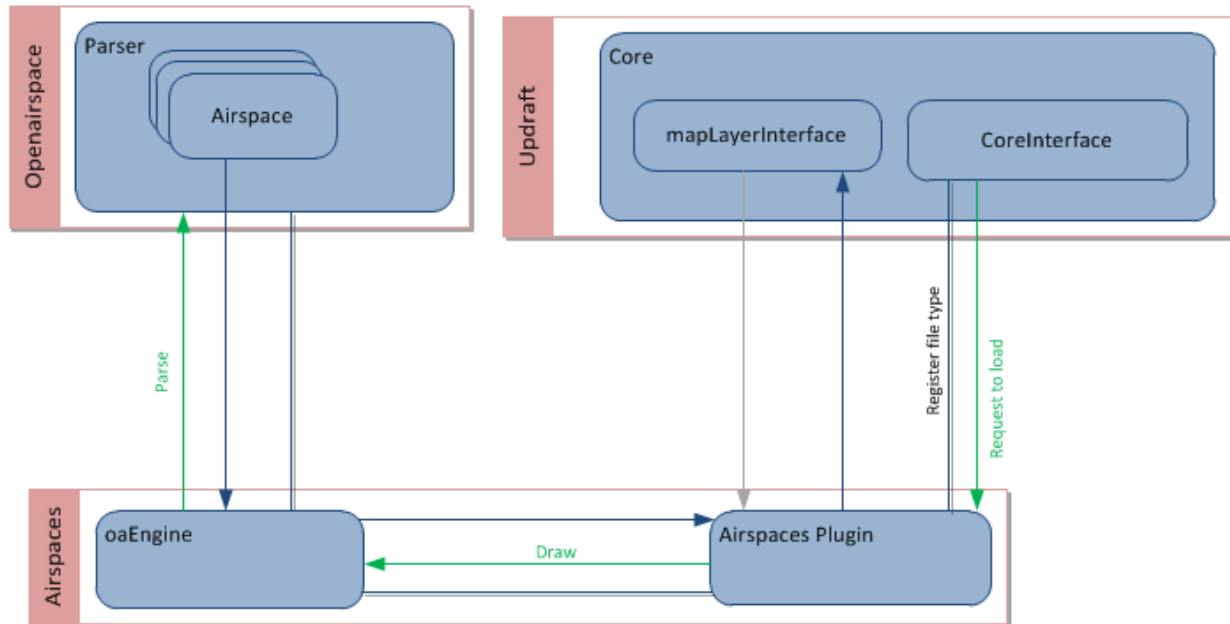 Openairspace
Parser
Airspace
Updraft
Core
mapLayerInterface
CoreInterface
Parse
Register file type
Request to load
Airspaces
oaEngine
Draw
Airspaces Plugin